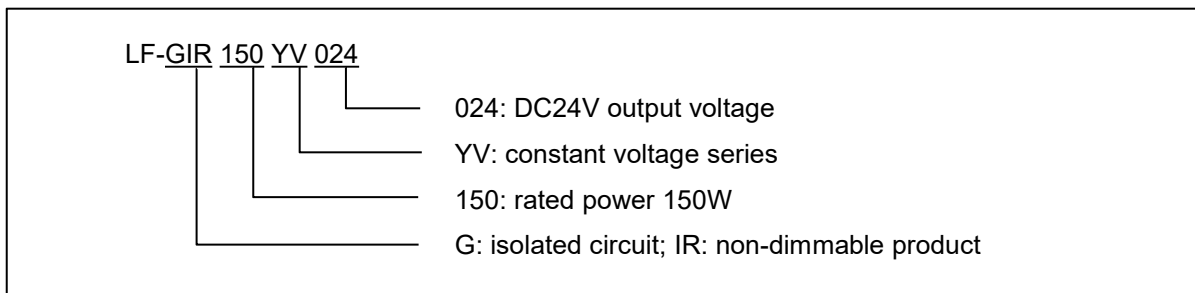 LF-GIR 150 YV 024
024: DC24V output voltage
YV: constant voltage series
150: rated power 150W
G: isolated circuit; IR: non-dimmable product